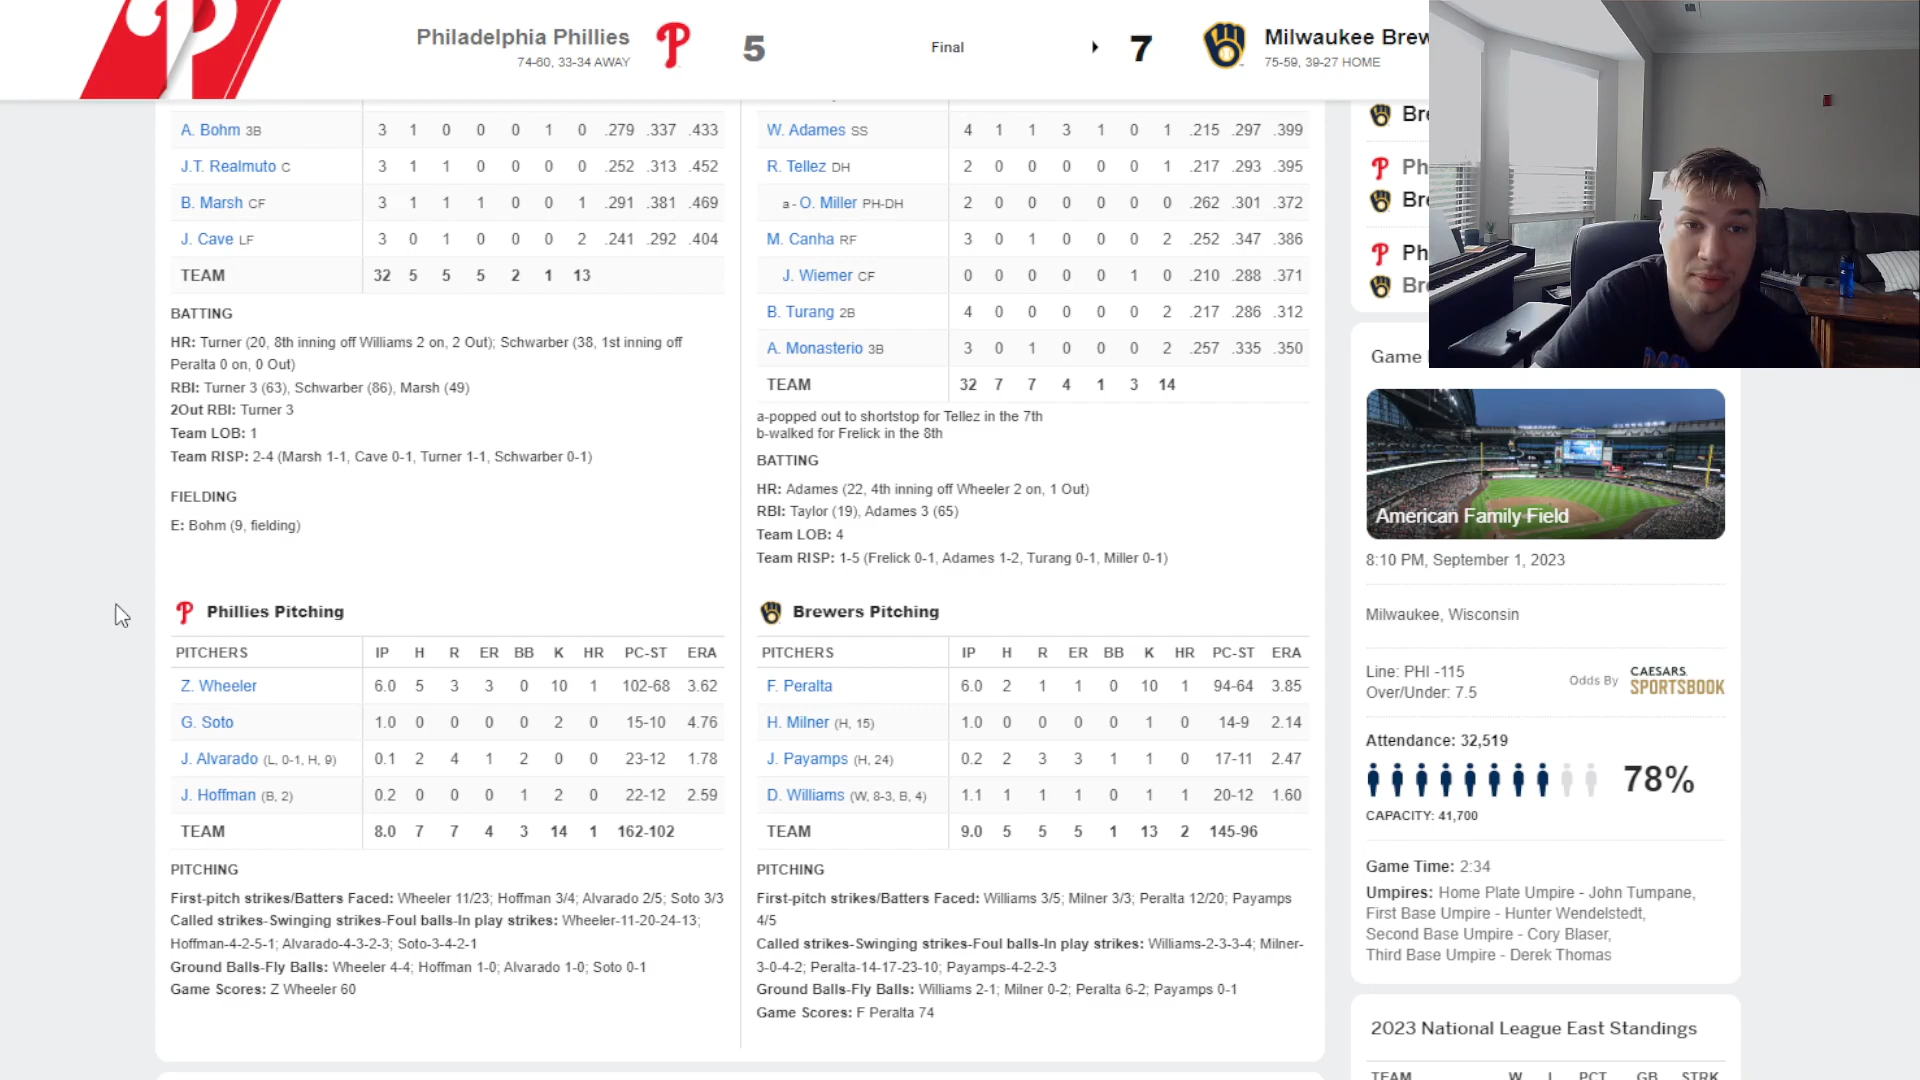 Philadelphia Phillies
74-60, 33-34 AWAY
5
Final
7
Milwaukee Brew
75-59, 39-27 HOME
A. Bohm 3B 3 1 0 0 0 1 0 .279 .337 .433
J.T. Realmuto C 3 1 1 0 0 0 0 .252 .313 .452
B. Marsh CF 3 1 1 1 0 0 1 .291 .381 .469
J. Cave LF 3 0 1 0 0 0 2 .241 .292 .404
TEAM 32 5 5 5 2 1 13
BATTING
HR: Turner (20, 8th inning off Williams 2 on, 2 Out); Schwarber (38, 1st inning off
Peralta 0 on, 0 Out)
RBI: Turner 3 (63), Schwarber (86), Marsh (49)
2Out RBI: Turner 3
Team LOB: 1
Team RISP: 2-4 (Marsh 1-1, Cave 0-1, Turner 1-1, Schwarber 0-1)
FIELDING
E: Bohm (9, fielding)
W. Adames SS 4 1 1 3 1 0 1 .215 .297 .399
R. Tellez DH 2 0 0 0 0 0 1 .217 .293 .395
a - O. Miller PH-DH 2 0 0 0 0 0 0 .262 .301 .372
M. Canha RF 3 0 1 0 0 0 2 .252 .347 .386
J. Wiemer CF 0 0 0 0 0 1 0 .210 .288 .371
B. Turang 2B 4 0 0 0 0 0 2 .217 .286 .312
A. Monasterio 3B 3 0 1 0 0 0 2 .257 .335 .350
TEAM 32 7 7 4 1 3 14
a-popped out to shortstop for Tellez in the 7th
b-walked for Frelick in the 8th
BATTING
HR: Adames (22, 4th inning off Wheeler 2 on, 1 Out)
RBI: Taylor (19), Adames 3 (65)
Team LOB: 4
Team RISP: 1-5 (Frelick 0-1, Adames 1-2, Turang 0-1, Miller 0-1)
Phillies Pitching
PITCHERS IP H R ER BB K HR PC-ST ERA
Z. Wheeler 6.0 5 3 3 0 10 1 102-68 3.62
G. Soto 1.0 0 0 0 0 2 0 15-10 4.76
J. Alvarado (L, 0-1, H, 9) 0.1 2 4 1 2 0 0 23-12 1.78
J. Hoffman (B, 2) 0.2 0 0 0 1 2 0 22-12 2.59
TEAM 8.0 7 7 4 3 14 1 162-102
PITCHING
First-pitch strikes/Batters Faced: Wheeler 11/23; Hoffman 3/4; Alvarado 2/5; Soto 3/3
Called strikes-Swinging strikes-Foul balls-In play strikes: Wheeler-11-20-24-13;
Hoffman-4-2-5-1; Alvarado-4-3-2-3; Soto-3-4-2-1
Ground Balls-Fly Balls: Wheeler 4-4; Hoffman 1-0; Alvarado 1-0; Soto 0-1
Game Scores: Z Wheeler 60
Brewers Pitching
PITCHERS IP H R ER BB K HR PC-ST ERA
F. Peralta 6.0 2 1 1 0 10 1 94-64 3.85
H. Milner (H, 15) 1.0 0 0 0 0 1 0 14-9 2.14
J. Payamps (H, 24) 0.2 2 3 3 1 1 0 17-11 2.47
D. Williams (W, 8-3, B, 4) 1.1 1 1 1 0 1 1 20-12 1.60
TEAM 9.0 5 5 5 1 13 2 145-96
PITCHING
First-pitch strikes/Batters Faced: Williams 3/5; Milner 3/3; Peralta 12/20; Payamps
4/5
Called strikes-Swinging strikes-Foul balls-In play strikes: Williams-2-3-3-4; Milner-
3-0-4-2; Peralta-14-17-23-10; Payamps-4-2-2-3
Ground Balls-Fly Balls: Williams 2-1; Milner 0-2; Peralta 6-2; Payamps 0-1
Game Scores: F Peralta 74
Bre
Ph
Bre
Ph
Bre
Game
American Family Field
8:10 PM, September 1, 2023
Milwaukee, Wisconsin
Line: PHI -115
Over/Under: 7.5
Odds By CAESARS
SPORTSBOOK
Attendance: 32,519
78%
CAPACITY: 41,700
Game Time: 2:34
Umpires: Home Plate Umpire - John Tumpane,
First Base Umpire - Hunter Wendelstedt,
Second Base Umpire - Cory Blaser,
Third Base Umpire - Derek Thomas
2023 National League East Standings
TEAM W L PCT GB STRK